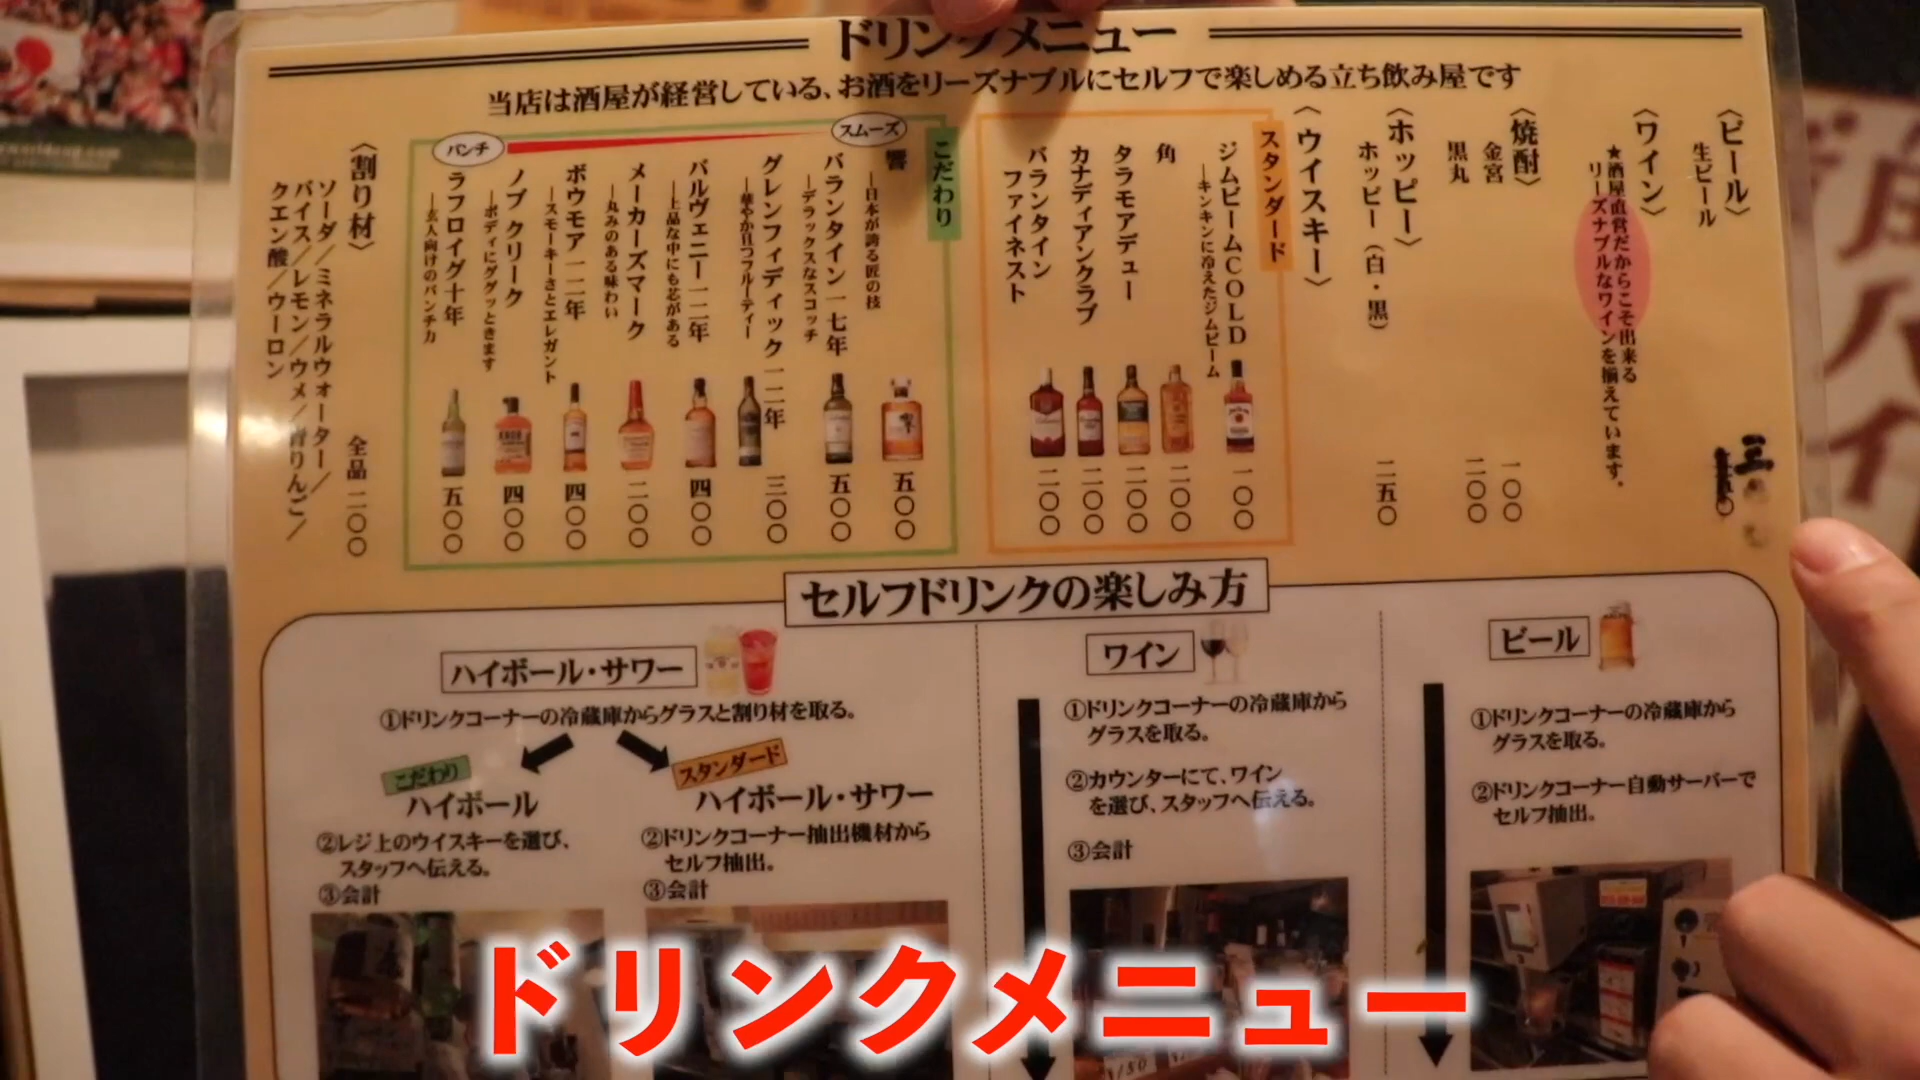 ドリンクメニュー
当店は酒屋が経営している、お酒をリーズナブルにセルフで楽しめる立ち飲み屋です
〈ビール〉
生ビール
〈ワイン〉
★酒屋直営だからこそ出来る
リーズナブルなワインを揃えています。
〈焼酎〉
金宮 一〇〇
黒丸 二〇〇
〈ホッピー〉
ホッピー（白・黒） 二五〇
〈ウイスキー〉
スタンダード
ジムビームCOLD 一〇〇
―キンキンに冷えたジムビーム
角 二〇〇
タラモアデュー 二〇〇
カナディアンクラブ 二〇〇
バランタイン
ファイネスト 二〇〇
こだわり
スムーズ
パンチ
響 五〇〇
―日本が誇る匠の技
バランタイン一七年 五〇〇
―デラックスなスコッチ
グレンフィディック一二年 三〇〇
―華やか且つフルーティー
バルヴェニー一二年 四〇〇
―上品な中にも芯がある
メーカーズマーク 二〇〇
―丸みのある味わい
ボウモア一二年 四〇〇
―スモーキーさとエレガント
ノブ クリーク 四〇〇
―ボディにググッときます
ラフロイグ十年 五〇〇
―玄人向けのパンチ力
〈割り材〉 全品 二〇〇
ソーダ／ミネラルウォーター／
バイス／レモン／ウメ／青りんご／
クエン酸／ウーロン
セルフドリンクの楽しみ方
ハイボール・サワー
①ドリンクコーナーの冷蔵庫からグラスと割り材を取る。
こだわり
ハイボール
②レジ上のウイスキーを選び、
スタッフへ伝える。
③会計
スタンダード
ハイボール・サワー
②ドリンクコーナー抽出機材から
セルフ抽出。
③会計
ワイン
①ドリンクコーナーの冷蔵庫から
グラスを取る。
②カウンターにて、ワイン
を選び、スタッフへ伝える。
③会計
ビール
①ドリンクコーナーの冷蔵庫から
グラスを取る。
②ドリンクコーナー自動サーバーで
セルフ抽出。
ドリンクメニュー